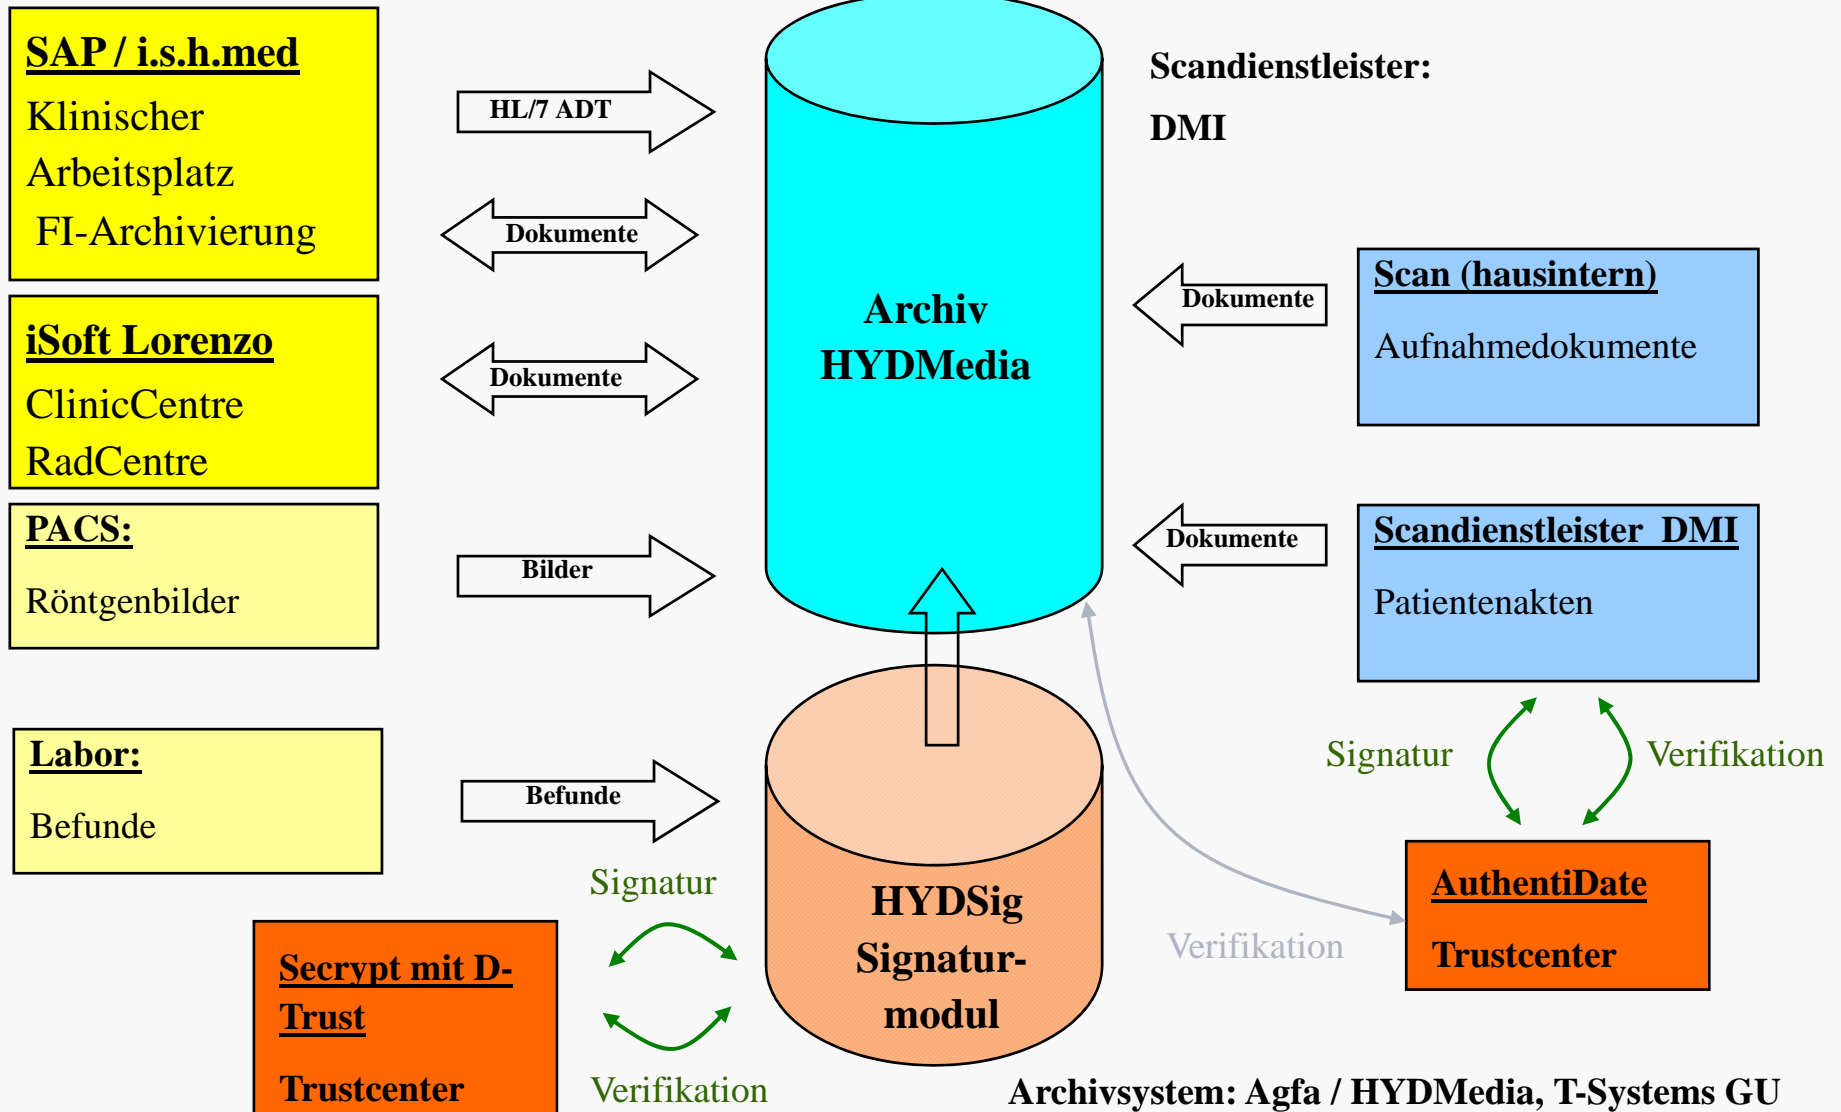 SAP / i.s.h.med
Klinischer
Arbeitsplatz
FI-Archivierung
iSoft Lorenzo
ClinicCentre
RadCentre
PACS:
Röntgenbilder
Labor:
Befunde
Secrypt mit D-
Trust
Trustcenter
HL/7 ADT
Dokumente
Dokumente
Bilder
Befunde
Signatur
Verifikation
Archiv
HYDMedia
HYDSig
Signatur-
modul
Scandienstleister:
DMI
Dokumente
Scan (hausintern)
Aufnahmedokumente
Dokumente
Scandienstleister DMI
Patientenakten
Signatur
Verifikation
Verifikation
AuthentiDate
Trustcenter
Archivsystem: Agfa / HYDMedia, T-Systems GU